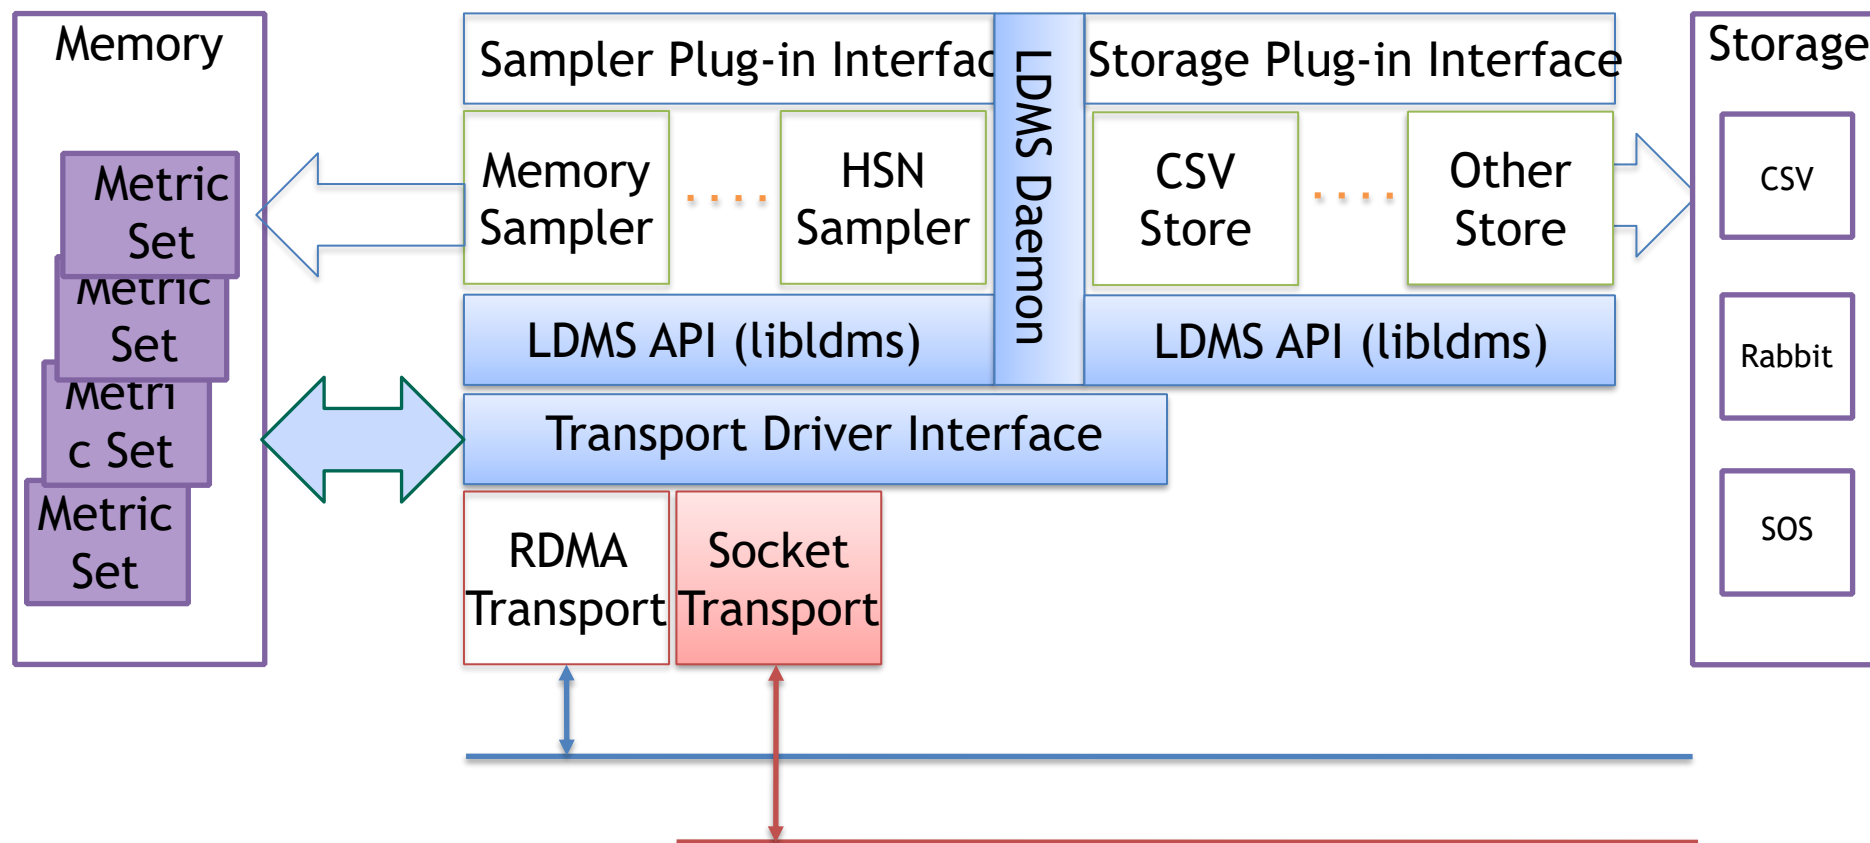 Memory
Metric
Set
Metric
Set
Metri
c Set
Metric
Set
Sampler Plug-in Interfac
LDMS Daemon
Storage Plug-in Interface
Memory
Sampler
HSN
Sampler
CSV
Store
Other
Store
LDMS API (libldms)
LDMS API (libldms)
Transport Driver Interface
RDMA
Transport
Socket
Transport
Storage
CSV
Rabbit
SOS